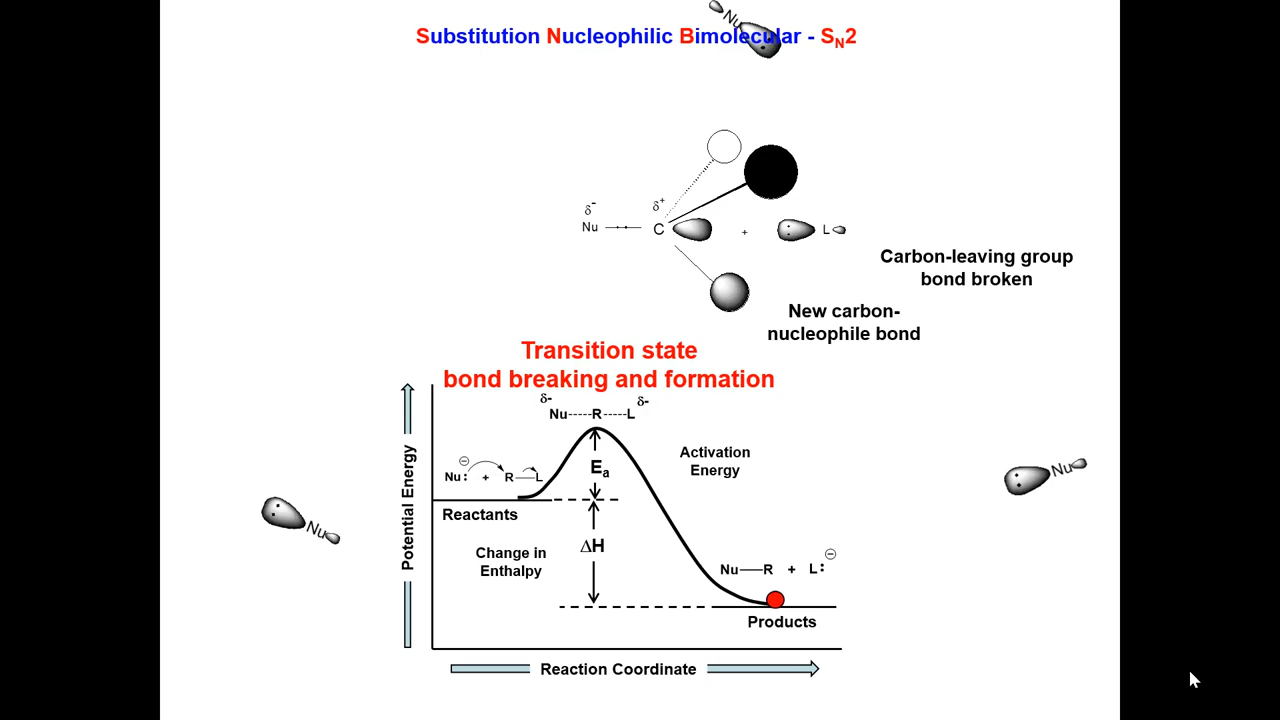 Nu
Substitution Nucleophilic Bimolecular - SN2
δ-
δ+
Nu
C
+
L
Carbon-leaving group
bond broken
New carbon-
nucleophile bond
Transition state
bond breaking and formation
δ-
δ-
Nu-----R-----L
Nu: + R—L
Ea
Activation
Energy
Potential Energy
Reactants
Change in
Enthalpy
ΔH
Nu—R + L:
Products
Reaction Coordinate
Nu
Nu